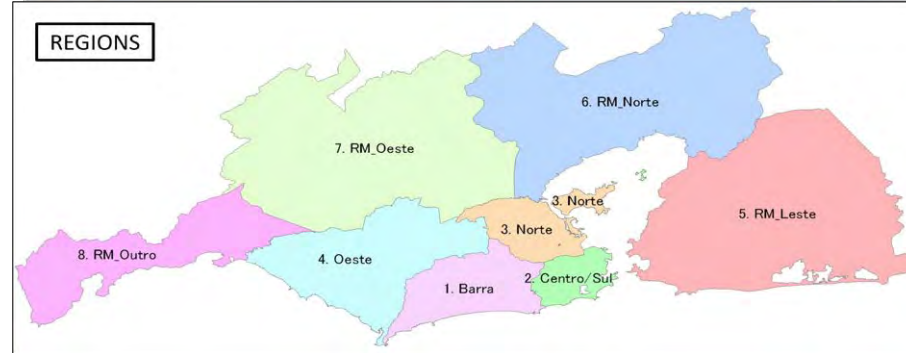 REGIONS
6. RM_Norte
7. RM_Oeste
3. Norte
5. RM_Leste
3. Norte
8. RM_Outro
4. Oeste
2. Centro/Sul
1. Barra